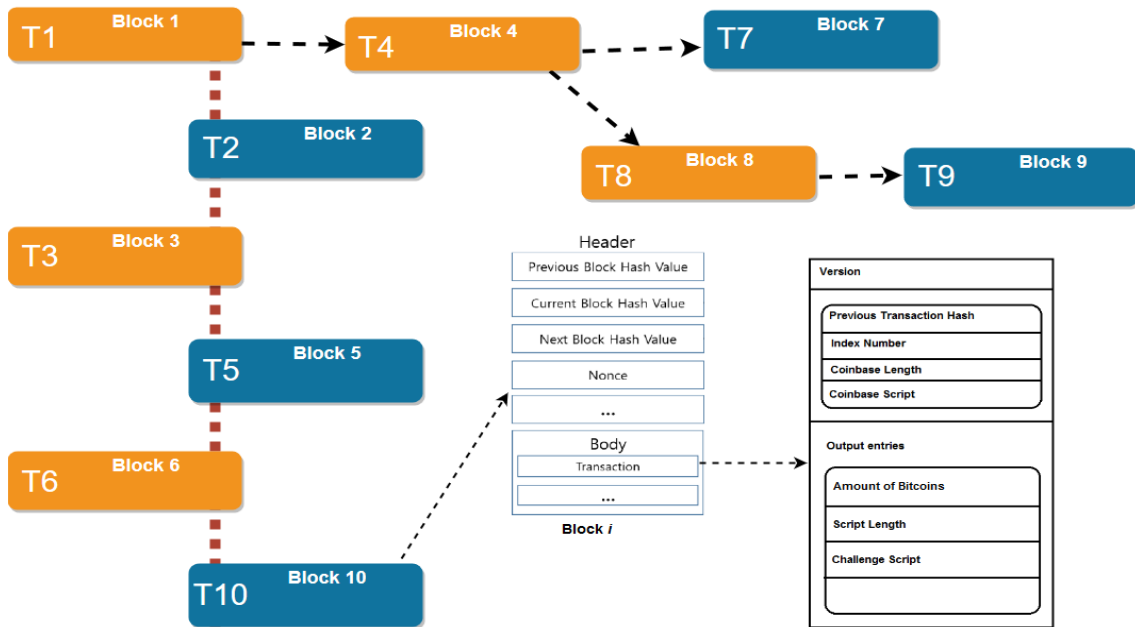 T1 Block 1
T4 Block 4
T7 Block 7
T2 Block 2
T8 Block 8
T9 Block 9
T3 Block 3
T5 Block 5
T6 Block 6
T10 Block 10
Header
Previous Block Hash Value
Current Block Hash Value
Next Block Hash Value
Nonce
...
Body
Transaction
...
Block i
Version
Previous Transaction Hash
Index Number
Coinbase Length
Coinbase Script
Output entries
Amount of Bitcoins
Script Length
Challenge Script